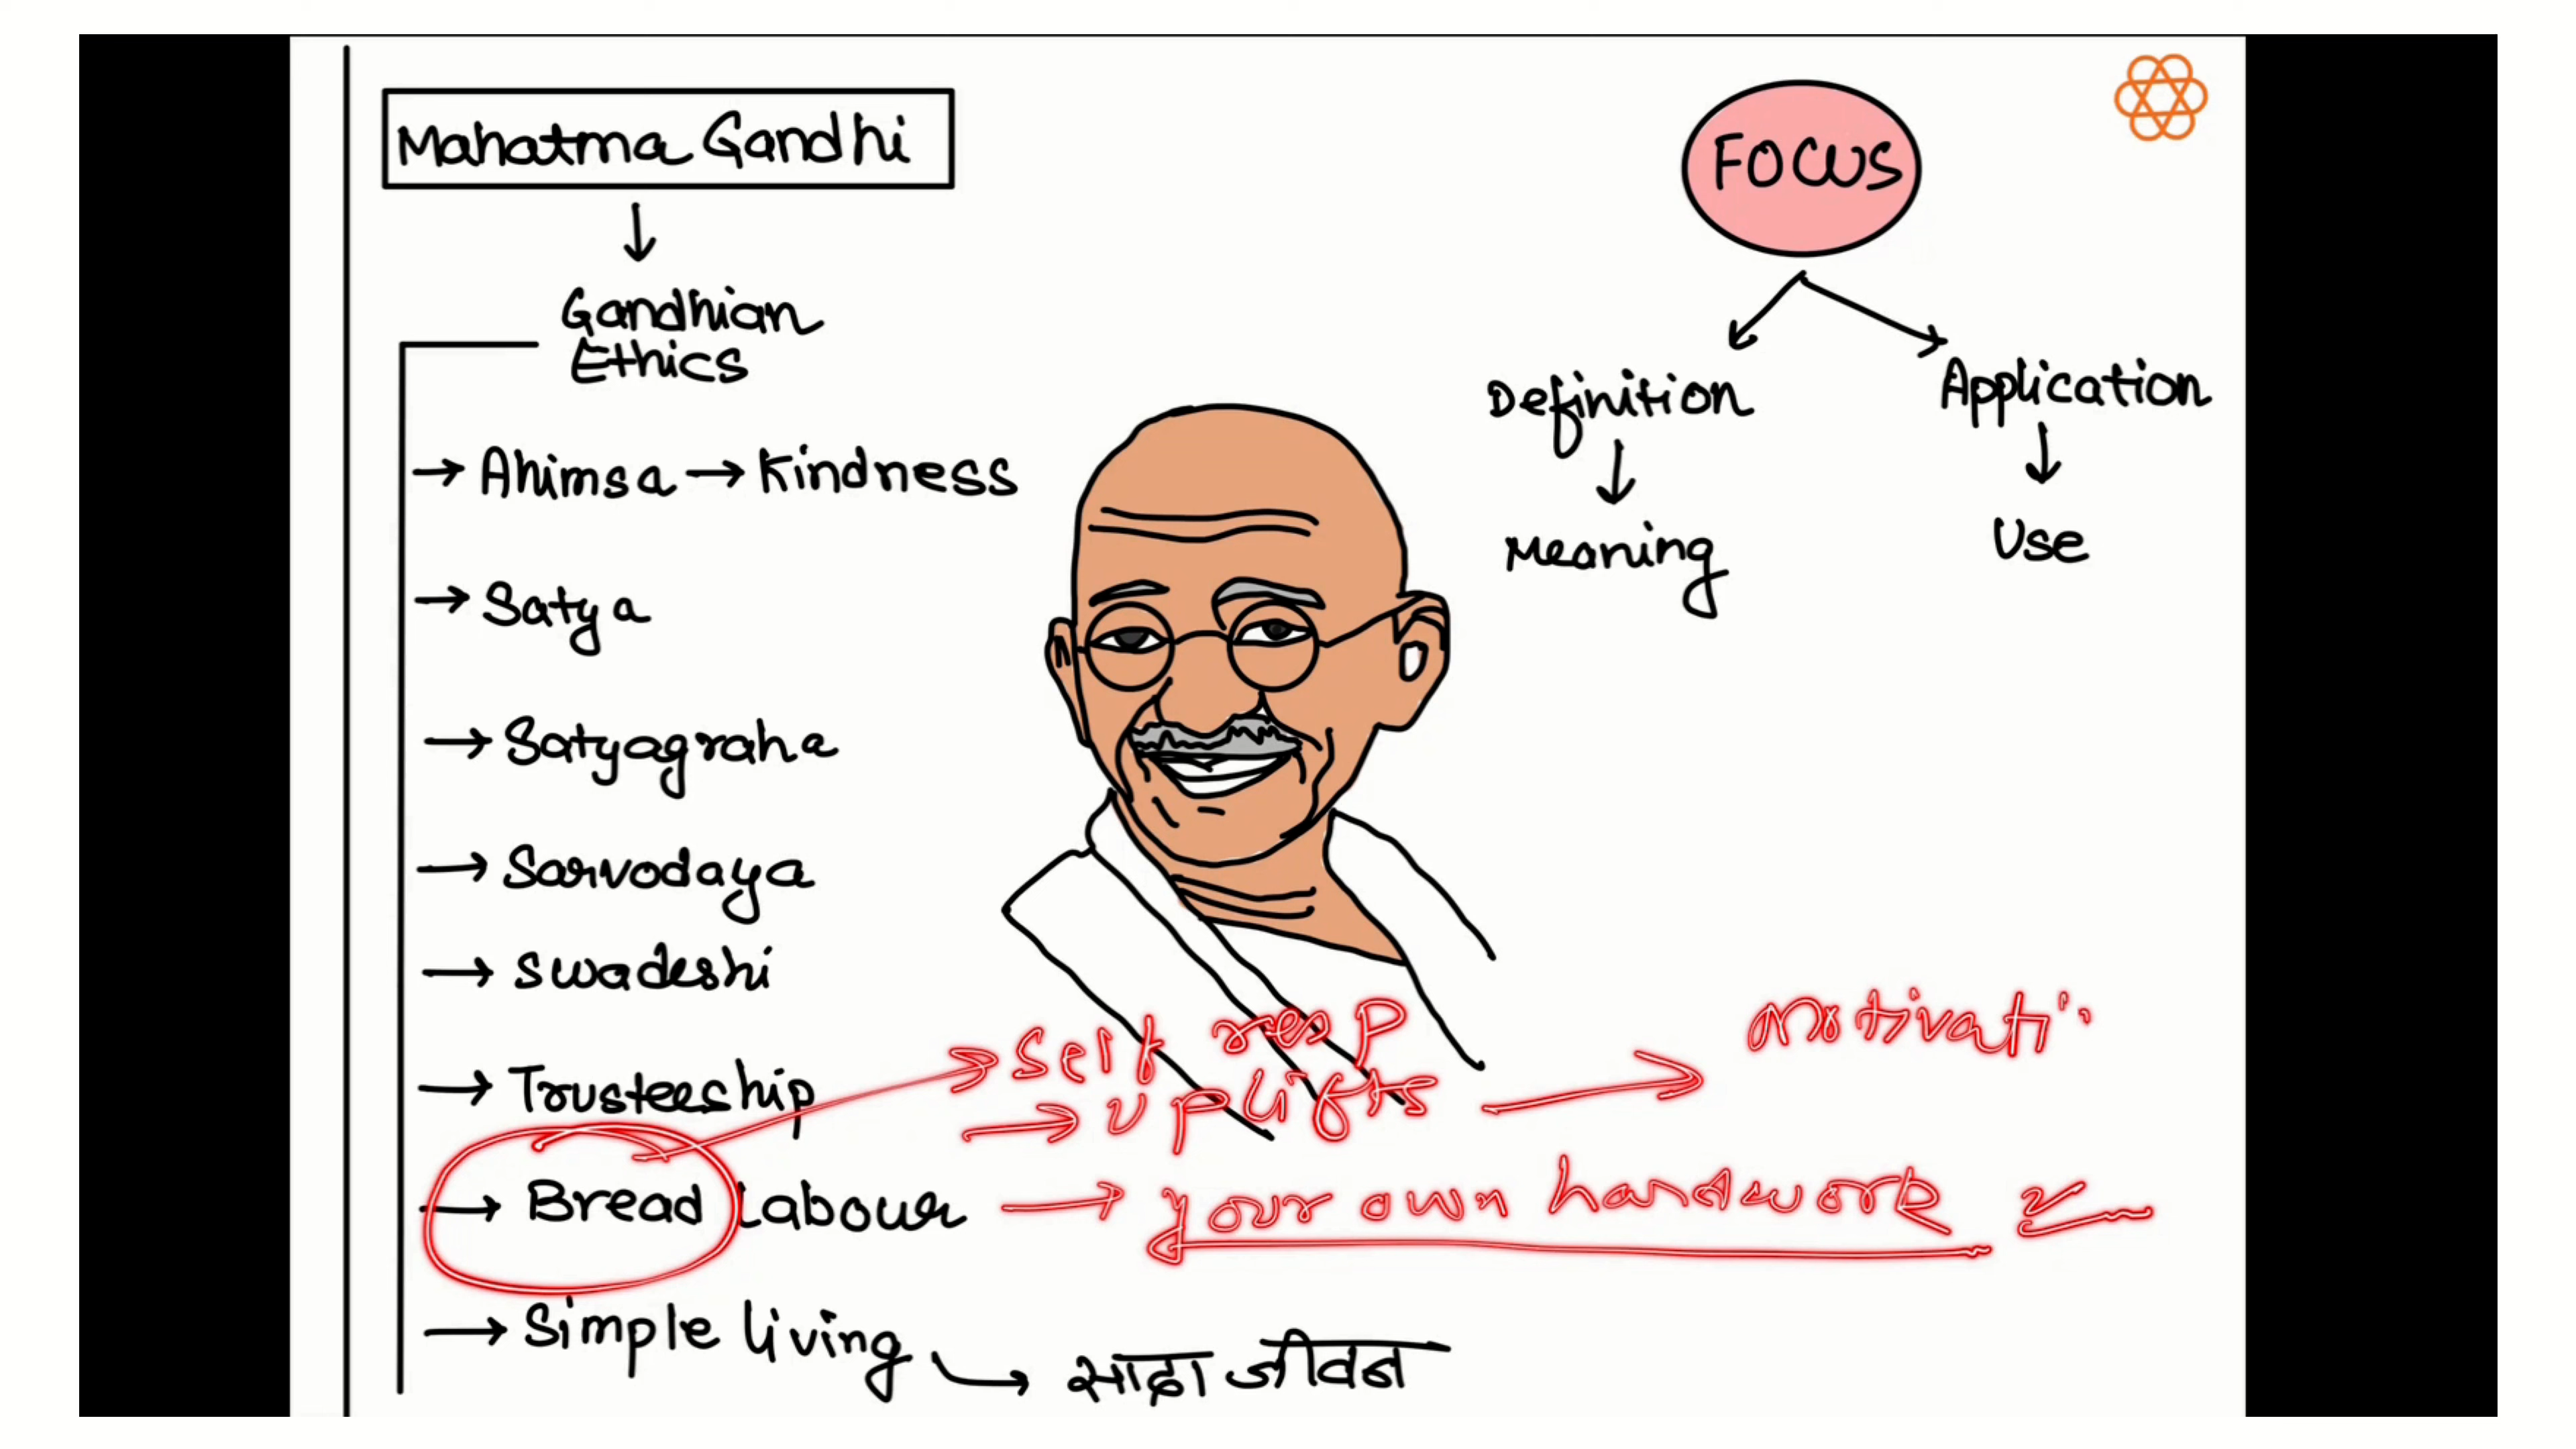 Mahatma Gandhi
FOCUS
Gandhian
Ethics
Definition
Application
Meaning
Use
Ahimsa → Kindness
Satya
Satyagraha
Sarvodaya
Swadeshi
Trusteeship
self resp
uplifts
motivati
Bread Labour → your own hardwork
Simple living → सादा जीवन